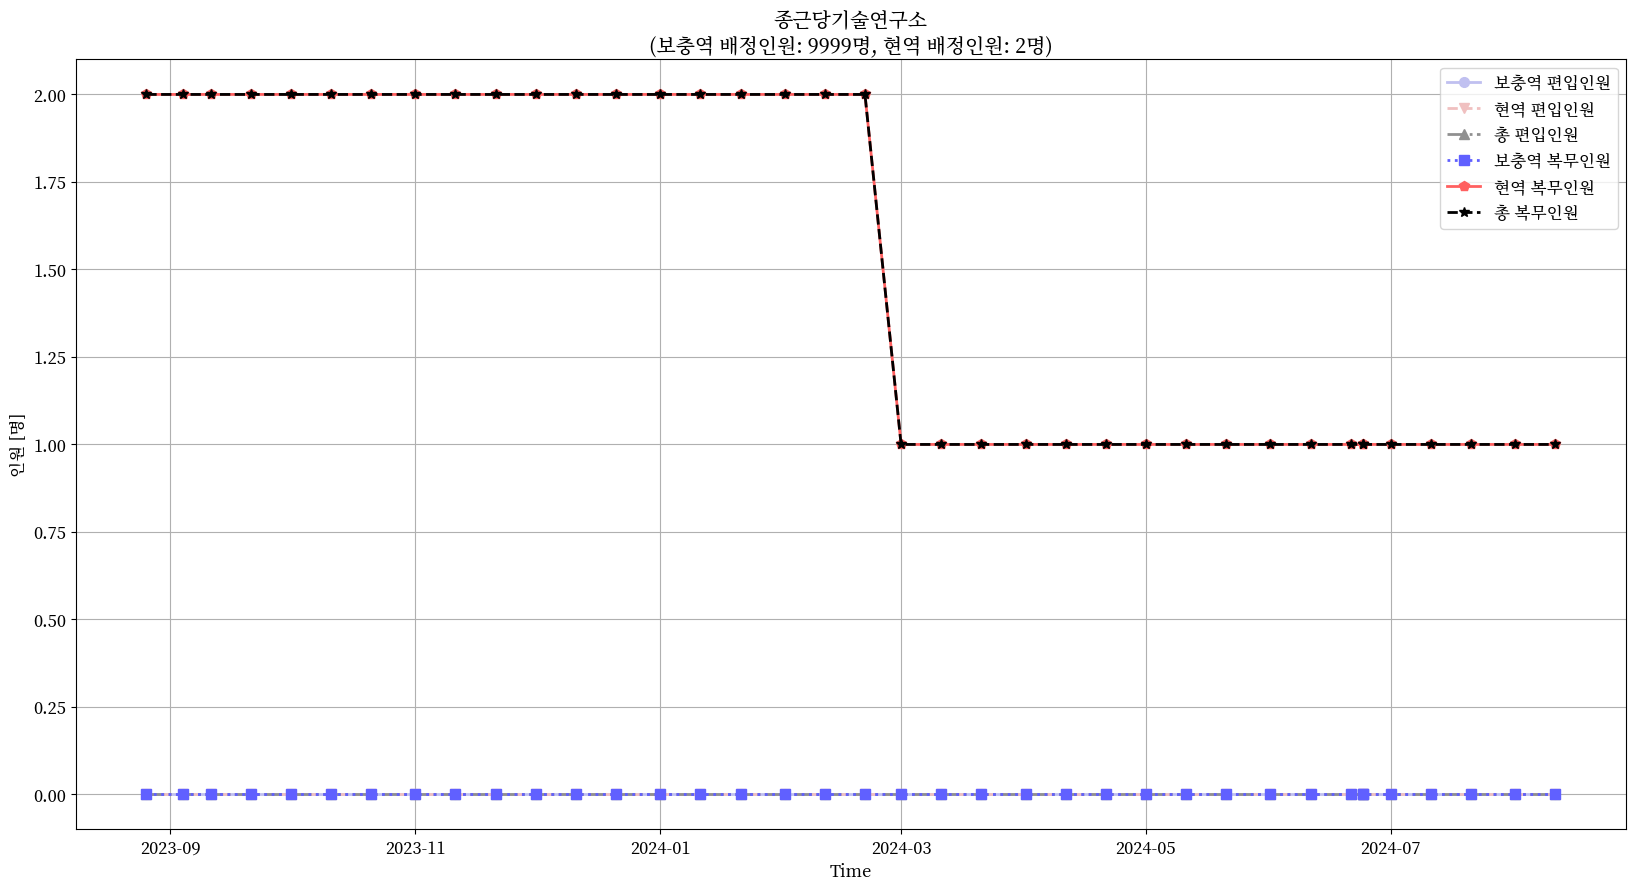 종근당기술연구소
(보충역 배정인원: 9999명, 현역 배정인원: 2명)
보충역 편입인원
현역 편입인원
총 편입인원
보충역 복무인원
현역 복무인원
총 복무인원
인원 [명]
2.00
1.75
1.50
1.25
1.00
0.75
0.50
0.25
0.00
2023-09 2023-11 2024-01 2024-03 2024-05 2024-07
Time